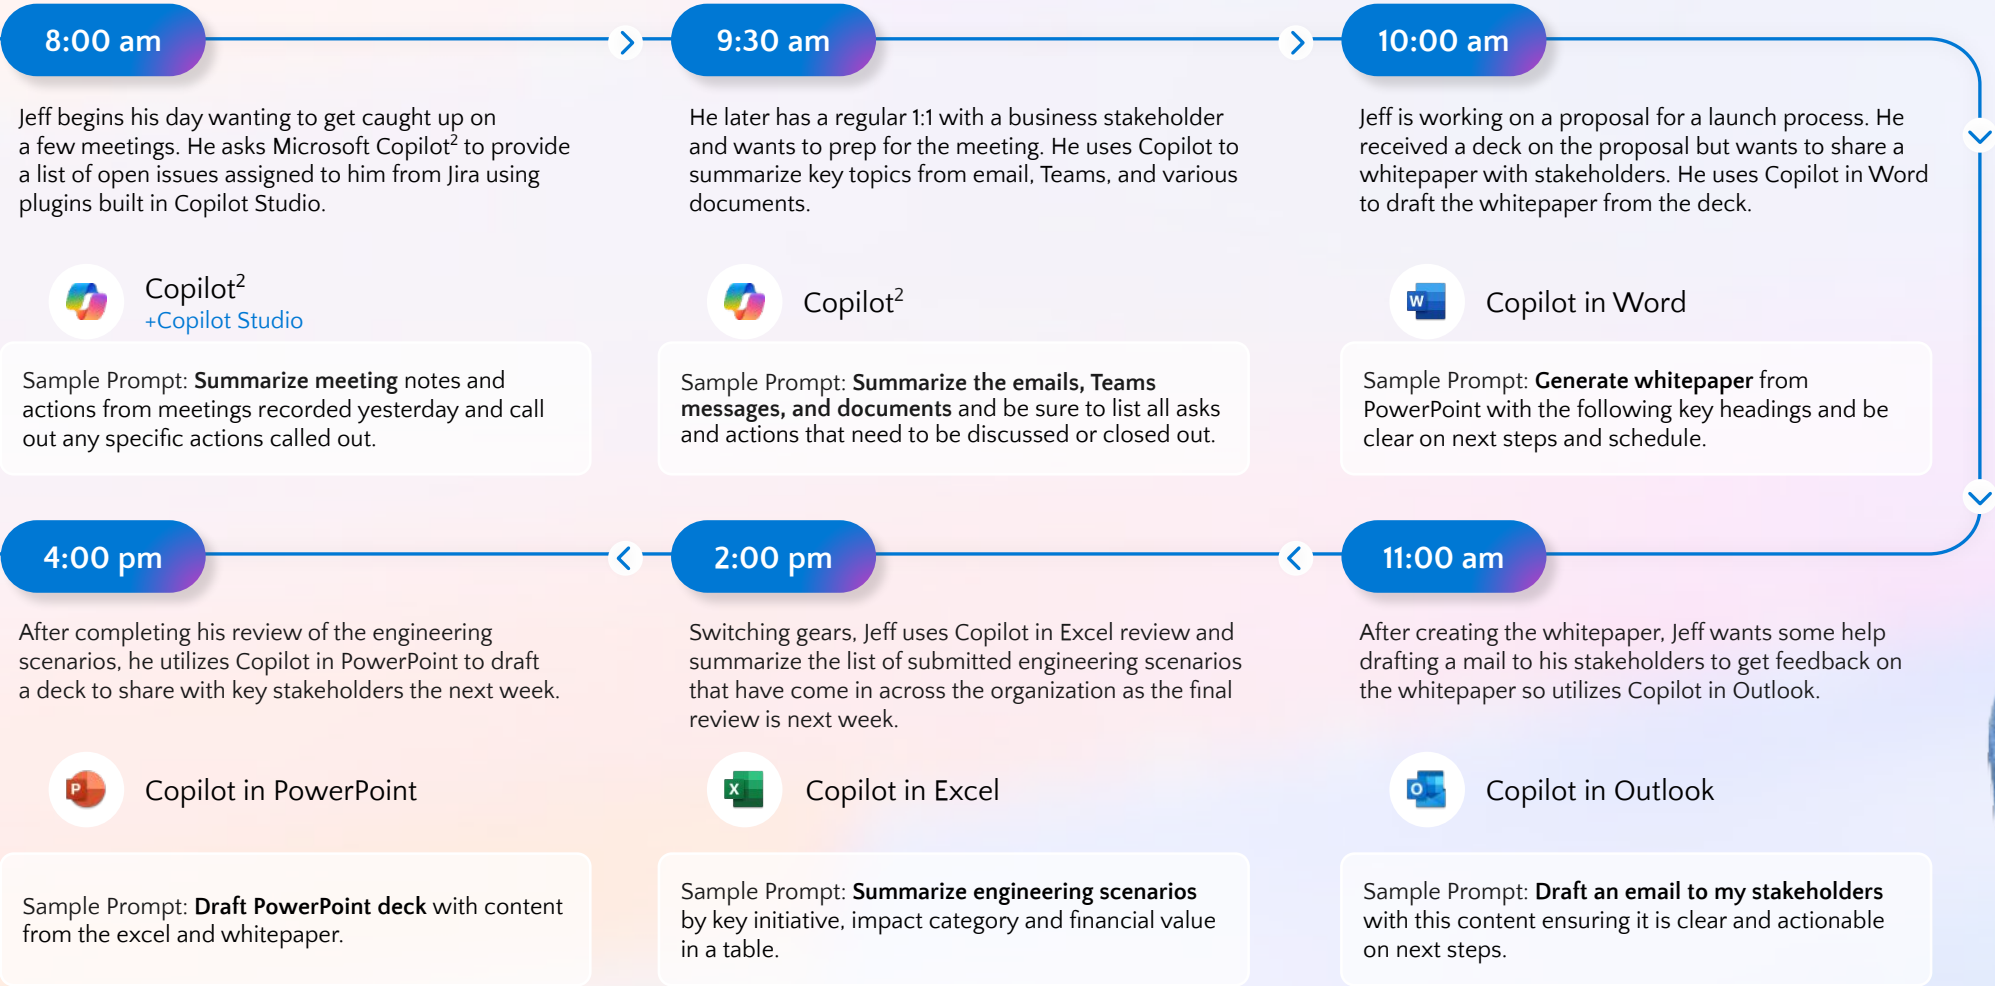 8:00 am
Jeff begins his day wanting to get caught up on
a few meetings. He asks Microsoft Copilot² to provide
a list of open issues assigned to him from Jira using
plugins built in Copilot Studio.
Copilot²
+Copilot Studio
Sample Prompt: Summarize meeting notes and
actions from meetings recorded yesterday and call
out any specific actions called out.
9:30 am
He later has a regular 1:1 with a business stakeholder
and wants to prep for the meeting. He uses Copilot to
summarize key topics from email, Teams, and various
documents.
Copilot²
Sample Prompt: Summarize the emails, Teams
messages, and documents and be sure to list all asks
and actions that need to be discussed or closed out.
10:00 am
Jeff is working on a proposal for a launch process. He
received a deck on the proposal but wants to share a
whitepaper with stakeholders. He uses Copilot in Word
to draft the whitepaper from the deck.
W
Copilot in Word
Sample Prompt: Generate whitepaper from
PowerPoint with the following key headings and be
clear on next steps and schedule.
11:00 am
After creating the whitepaper, Jeff wants some help
drafting a mail to his stakeholders to get feedback on
the whitepaper so utilizes Copilot in Outlook.
O
Copilot in Outlook
Sample Prompt: Draft an email to my stakeholders
with this content ensuring it is clear and actionable
on next steps.
2:00 pm
Switching gears, Jeff uses Copilot in Excel review and
summarize the list of submitted engineering scenarios
that have come in across the organization as the final
review is next week.
X
Copilot in Excel
Sample Prompt: Summarize engineering scenarios
by key initiative, impact category and financial value
in a table.
4:00 pm
After completing his review of the engineering
scenarios, he utilizes Copilot in PowerPoint to draft
a deck to share with key stakeholders the next week.
P
Copilot in PowerPoint
Sample Prompt: Draft PowerPoint deck with content
from the excel and whitepaper.